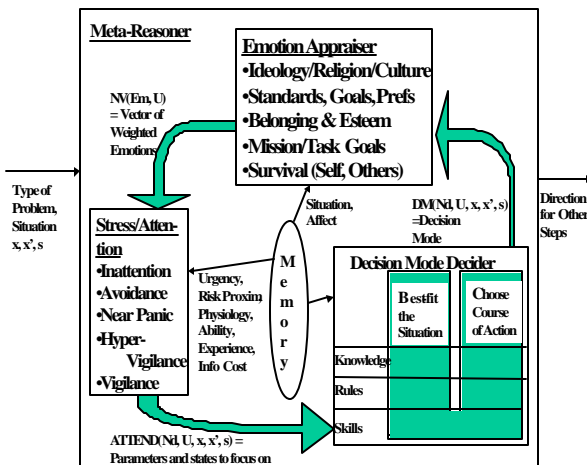 Meta-Reasoner
Emotion Appraiser
•Ideology/Religion/Culture
•Standards, Goals,Prefs
•Belonging & Esteem
•Mission/Task Goals
•Survival (Self, Others)
NV(Em, U)
= Vector of
Weighted
Emotions
Type of
Problem,
Situation
x, x', s
Situation,
Affect
DM(Nd, U, x, x', s)
=Decision
Mode
Direction
for Other
Steps
Stress/Atten-
tion
•Inattention
•Avoidance
•Near Panic
•Hyper-
Vigilance
•Vigilance
Urgency,
Risk Proxim,
Physiology,
Ability,
Experience,
Info Cost
Memory
Decision Mode Decider
Bestfit
the
Situation
Choose
Course
of Action
Knowledge
Rules
Skills
ATTEND(Nd, U, x, x', s) =
Parameters and states to focus on